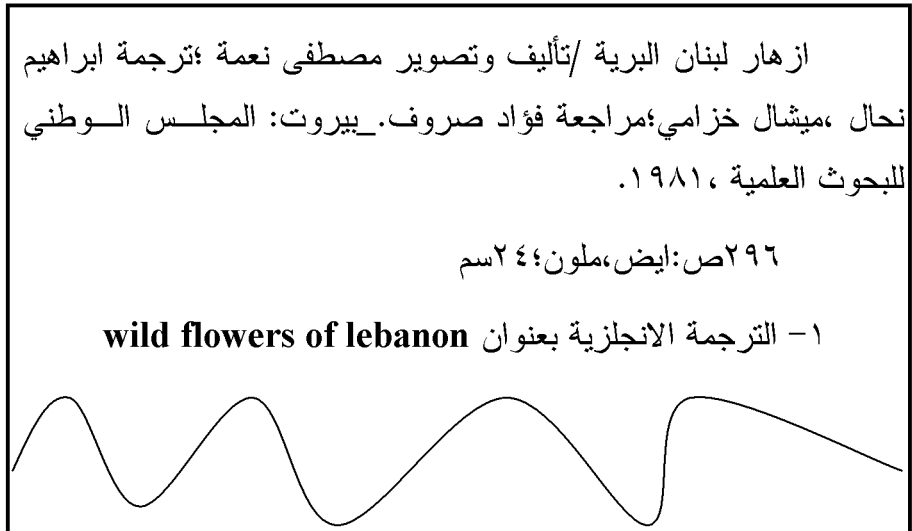 ازهار لبنان البرية /تأليف وتصوير مصطفى نعمة ؛ترجمة ابراهيم
نحال ،ميشال خزامي؛مراجعة فؤاد صروف._بيروت: المجلس الوطني
للبحوث العلمية ،١٩٨١.
٢٩٦ص:ايض،ملون؛٢٤سم
١- الترجمة الانجلزية بعنوان wild flowers of lebanon